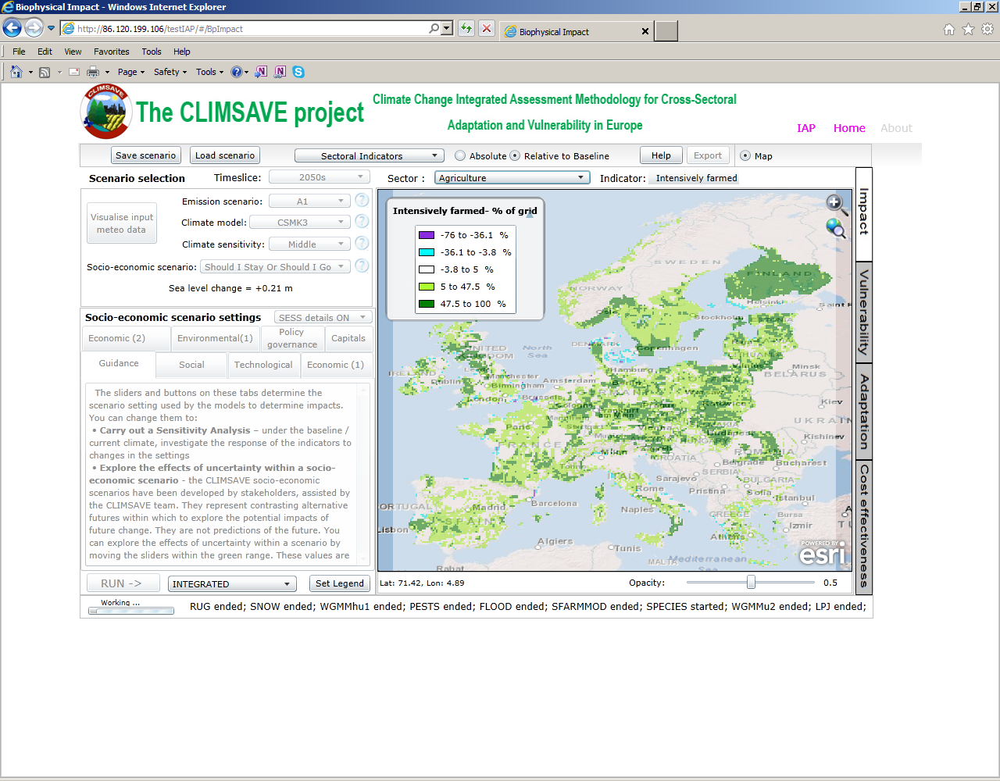 Biophysical Impact - Windows Internet Explorer
http://86.120.199.106/testIAP/#/BpImpact
Biophysical Impact
File Edit View Favorites Tools Help
Page Safety Tools
CLIMSAVE
The CLIMSAVE project
Climate Change Integrated Assessment Methodology for Cross-Sectoral
Adaptation and Vulnerability in Europe
IAP Home About
Save scenario Load scenario Sectoral Indicators Absolute Relative to Baseline Help Export Map
Scenario selection Timeslice: 2050s
Sector : Agriculture Indicator: Intensively farmed
Visualise input
meteo data
Emission scenario: A1
Climate model: CSMK3
Climate sensitivity: Middle
Socio-economic scenario: Should I Stay Or Should I Go
Sea level change = +0.21 m
Socio-economic scenario settings SESS details ON
Economic (2) Environmental(1) Policy
governance Capitals
Guidance Social Technological Economic (1)
The sliders and buttons on these tabs determine the
scenario setting used by the models to determine impacts.
You can change them to:
• Carry out a Sensitivity Analysis – under the baseline /
current climate, investigate the response of the indicators to
changes in the settings
• Explore the effects of uncertainty within a socio-
economic scenario - the CLIMSAVE socio-economic
scenarios have been developed by stakeholders, assisted by
the CLIMSAVE team. They represent contrasting alternative
futures within which to explore the potential impacts of
future change. They are not predictions of the future. You
can explore the effects of uncertainty within a scenario by
moving the sliders within the green range. These values are
RUN -> INTEGRATED Set Legend
Intensively farmed- % of grid
-76 to -36.1 %
-36.1 to -3.8 %
-3.8 to 5 %
5 to 47.5 %
47.5 to 100 %
SWEDEN
FINLAND
NORWAY
Helsinki
Saint
Oslo
Stockholm
ESTONIA
North
Sea
DENMARK
Copenhagen
Riga
LITHUANIA
UNITED
KINGDOM
Vilnius
Minsk
BELARUS
IRELAND
Dublin
Leeds
Manchester
Birmingham
Hamburg
Amsterdam
Berlin
London
Brussels
Cologne
Frankfurt
am Main
Prague
Katowice
Kiev
UKRAINE
Paris
Mannheim
Stuttgart
Vienna
Budapest
Kishinev
FRANCE
HUNGARY
Milan
CROATIA
ROMANIA
Torino
Belgrade
Bucharest
SERBIA
ITALY
Sarajevo
BULGARIA
Rome
Pristina
Sofia
Istanbul
PORTUGAL
Madrid
Barcelona
Naples
SPAIN
GREECE
Bursa
Lisbon
Izmir
Athens
Algiers
Tunis
MALTA
Mediterranean
Sea
Rabat
POWERED BY
esri
Lat: 71.42, Lon: 4.89 Opacity: 0.5
Impact
Vulnerability
Adaptation
Cost effectiveness
Working ...
RUG ended; SNOW ended; WGMMhu1 ended; PESTS ended; FLOOD ended; SFARMMOD ended; SPECIES started; WGMMu2 ended; LPJ ended;